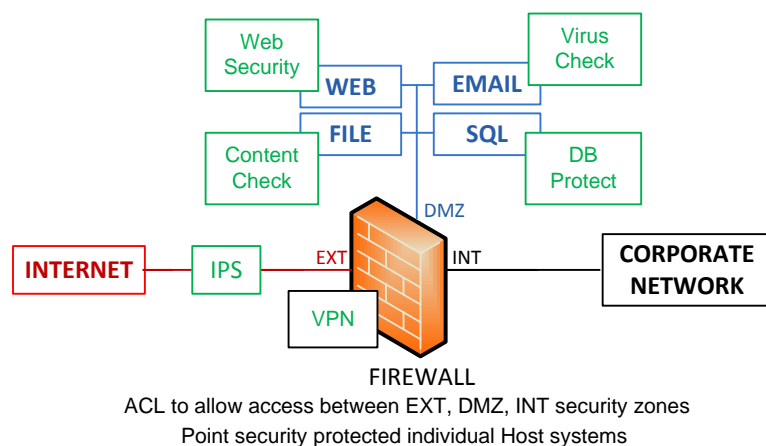 Web
Security
Virus
Check
WEB
EMAIL
FILE
SQL
Content
Check
DB
Protect
DMZ
EXT
INT
INTERNET
IPS
CORPORATE
NETWORK
VPN
FIREWALL
ACL to allow access between EXT, DMZ, INT security zones
Point security protected individual Host systems